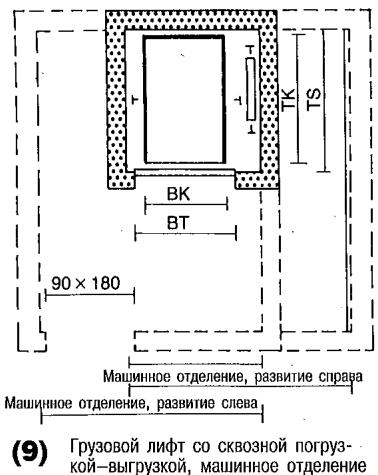 TK
TS
BK
BT
90 × 180
Машинное отделение, развитие справа
Машинное отделение, развитие слева
(9) Грузовой лифт со сквозной погруз-
кой–выгрузкой, машинное отделение